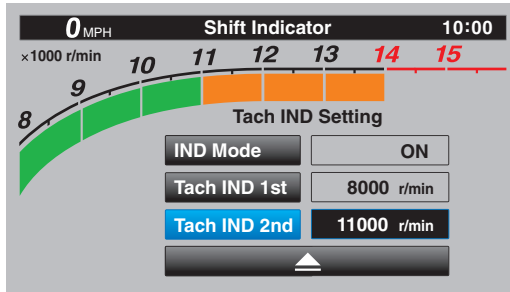 0 MPH Shift Indicator 10:00
×1000 r/min
8 9 10 11 12 13 14 15
Tach IND Setting
IND Mode ON
Tach IND 1st 8000 r/min
Tach IND 2nd 11000 r/min